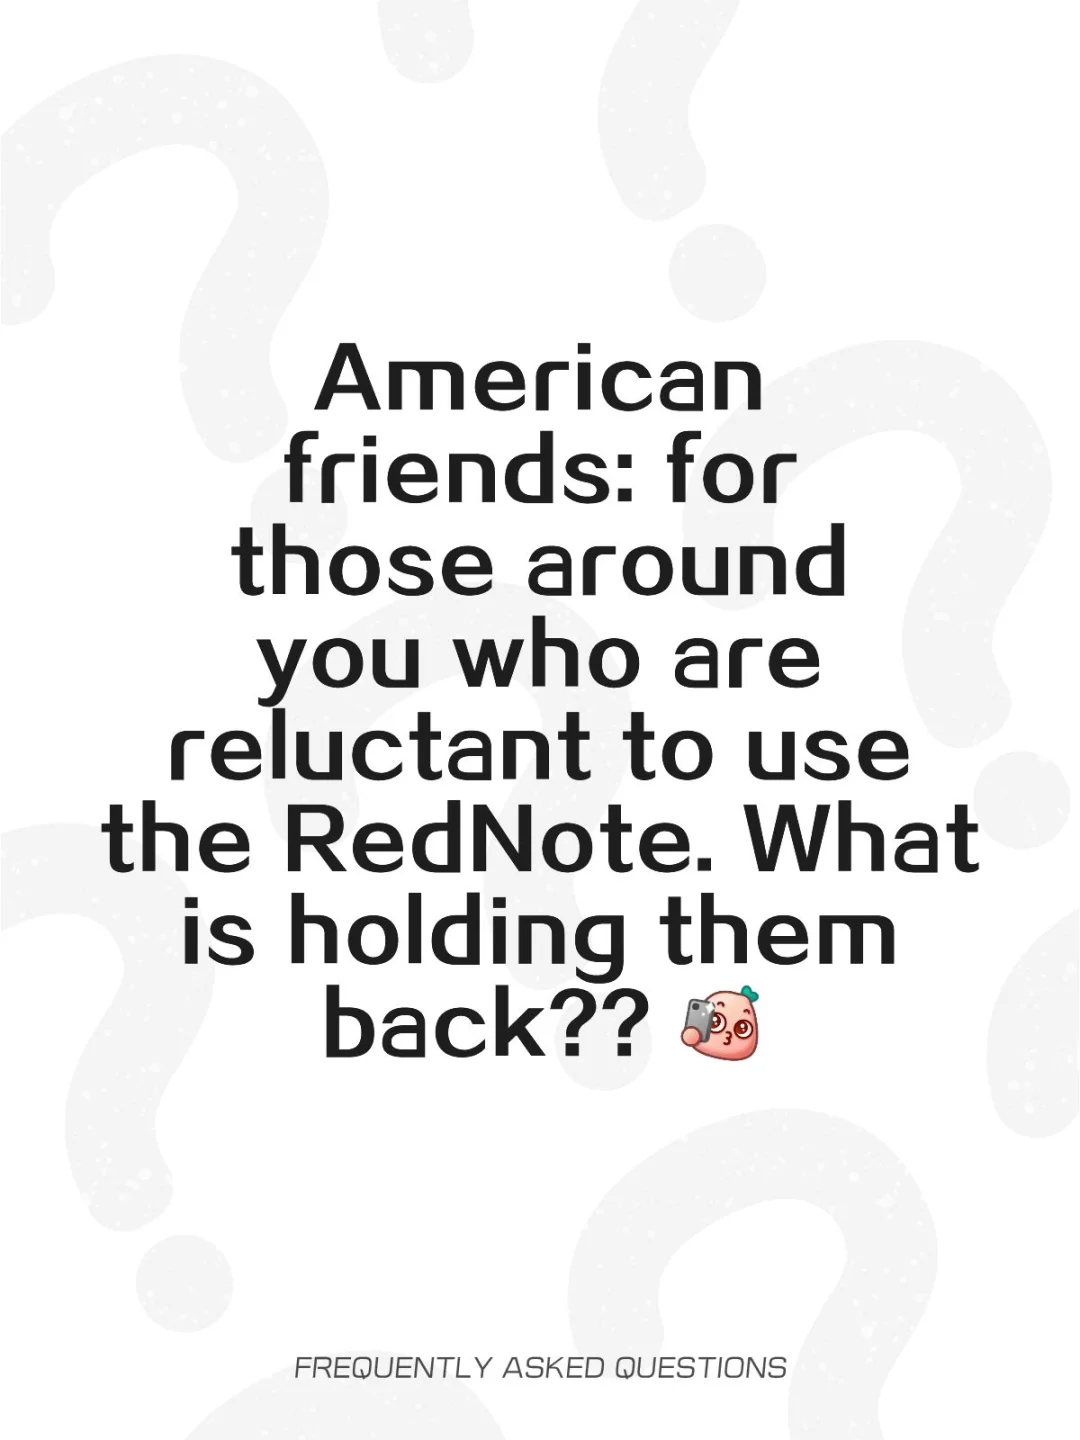 American
friends: for
those around
you who are
reluctant to use
the RedNote. What
is holding them
back??
FREQUENTLY ASKED QUESTIONS